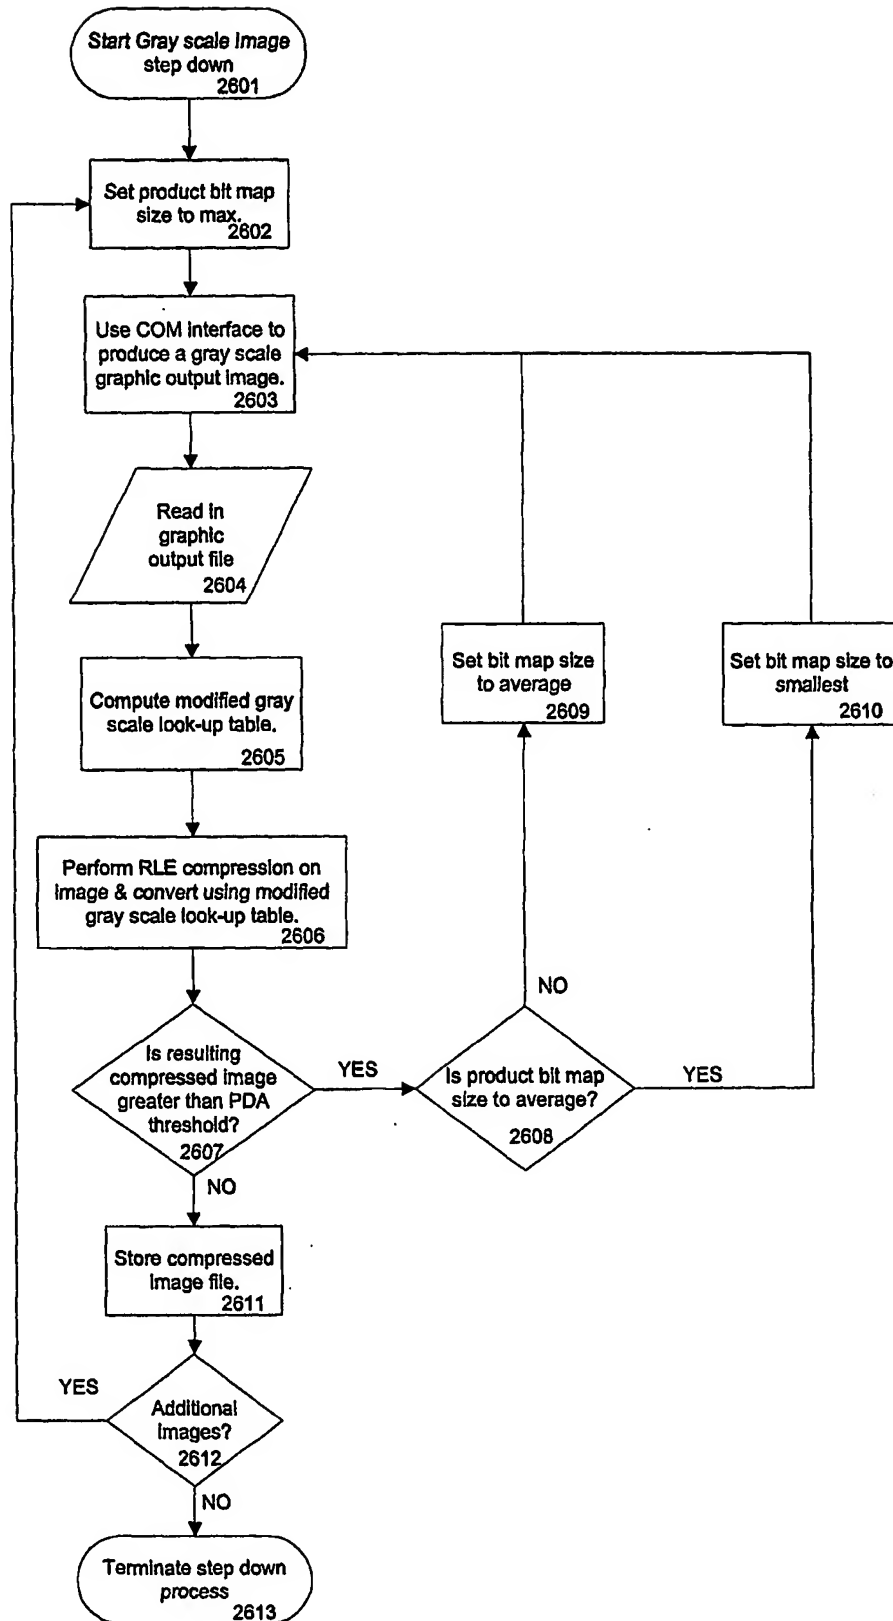 Start Gray scale image
step down
2601
Set product bit map
size to max.
2602
Use COM interface to
produce a gray scale
graphic output image.
2603
Read in
graphic
output file
2604
Compute modified gray
scale look-up table.
2605
Perform RLE compression on
image & convert using modified
gray scale look-up table.
2606
Is resulting
compressed image
greater than PDA
threshold?
2607
YES
NO
Is product bit map
size to average?
2608
NO
YES
Set bit map size
to average
2609
Set bit map size to
smallest
2610
Store compressed
image file.
2611
Additional
images?
2612
YES
NO
Terminate step down
process
2613